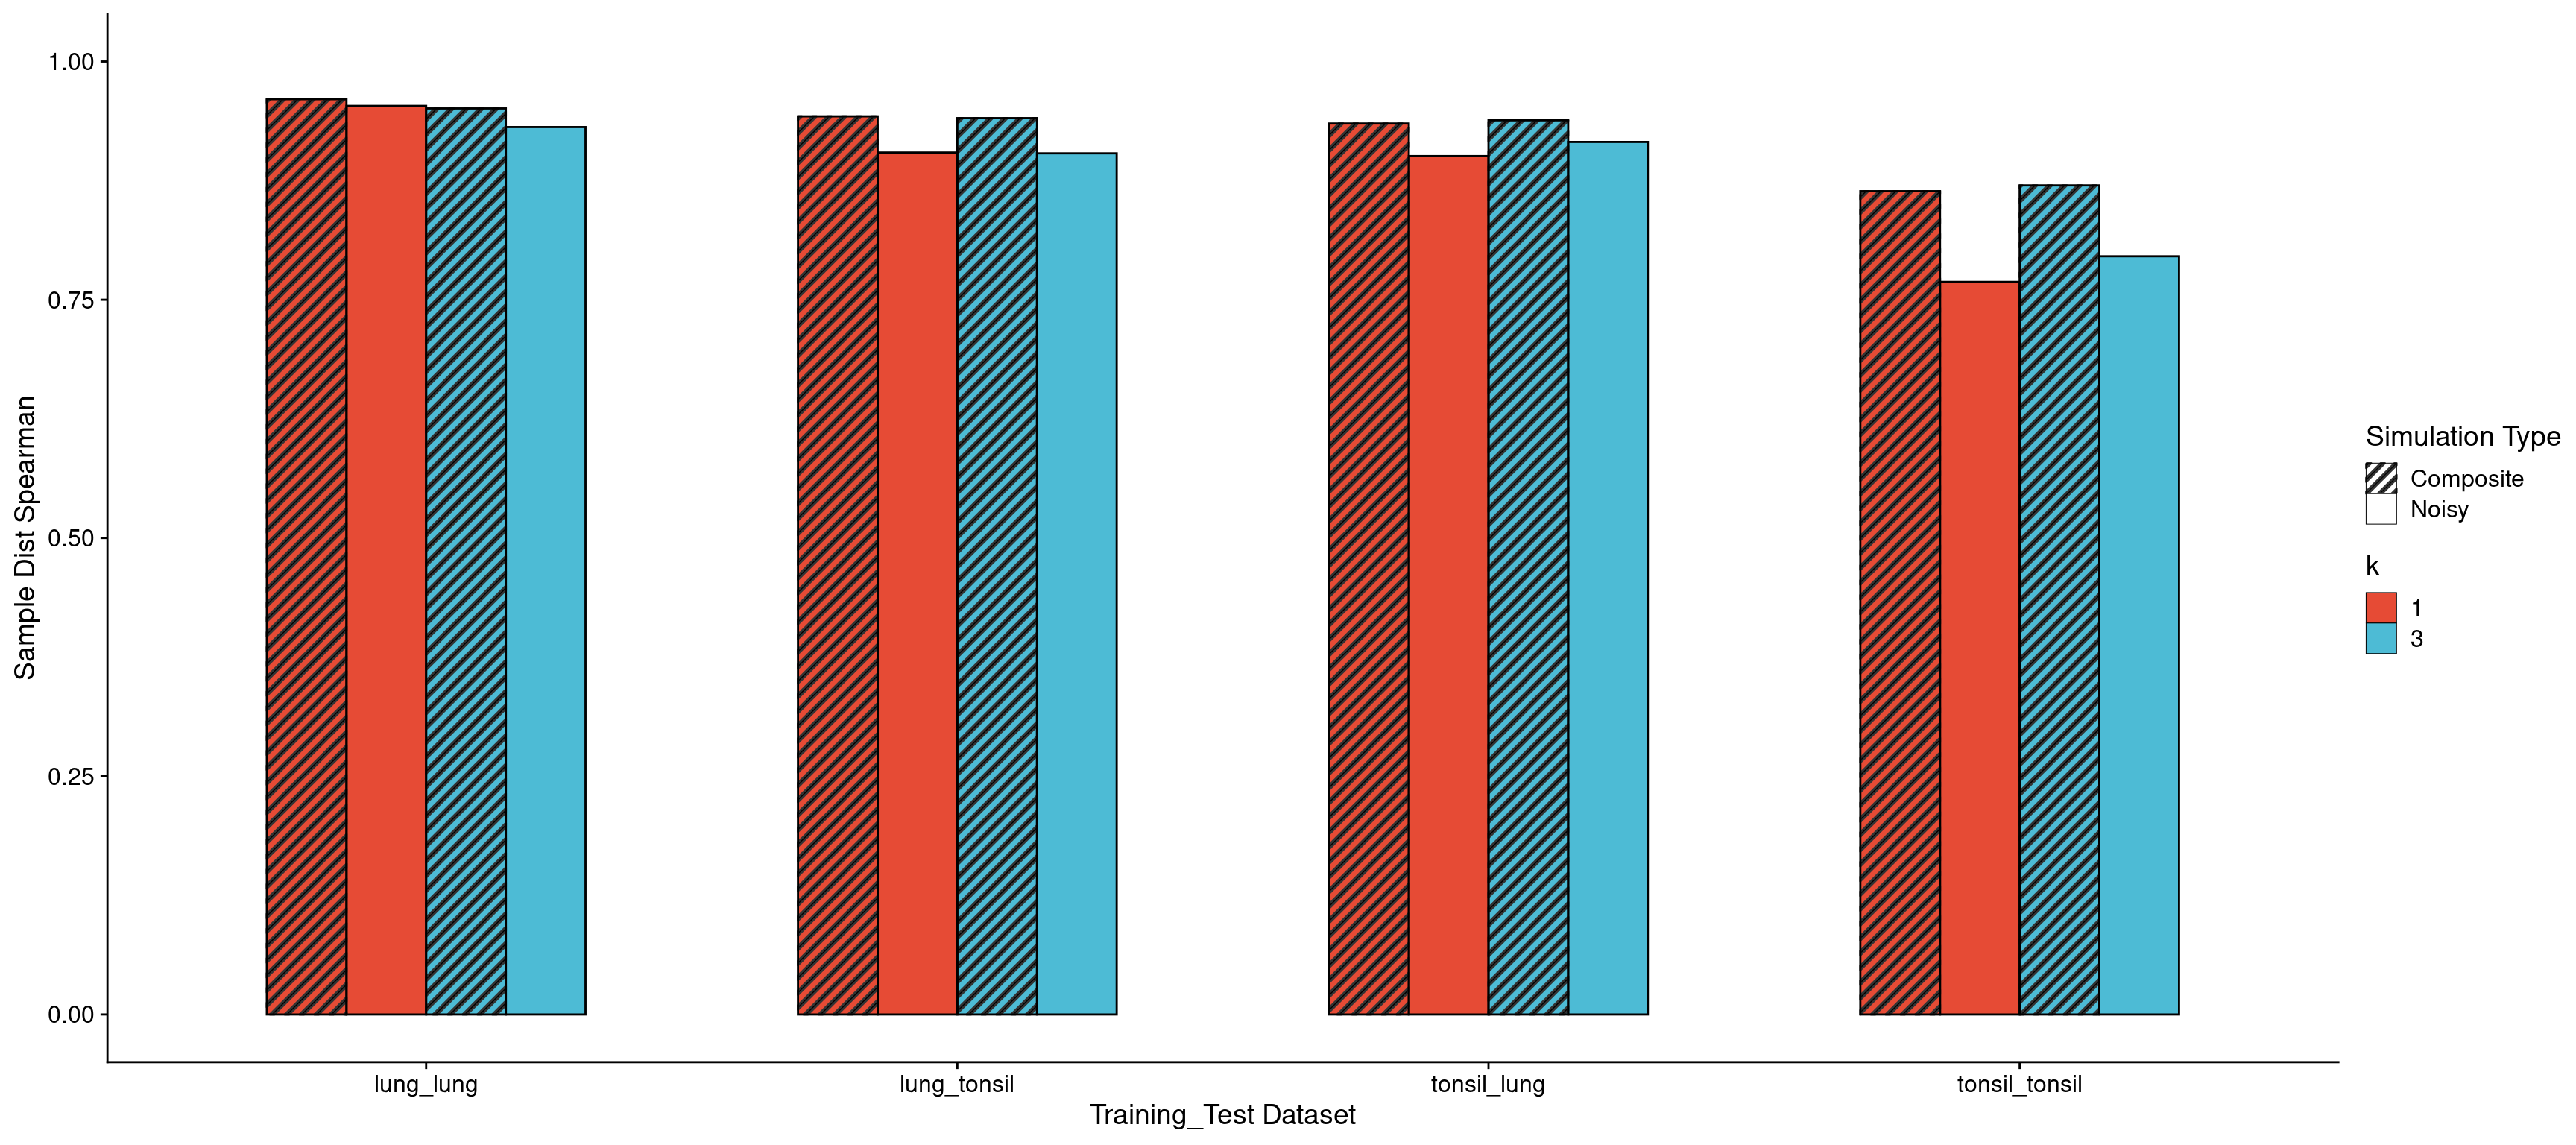 Sample Dist Spearman
1.00
0.75
0.50
0.25
0.00
lung_lung
lung_tonsil
tonsil_lung
tonsil_tonsil
Training_Test Dataset
Simulation Type
Composite
Noisy
k
1
3